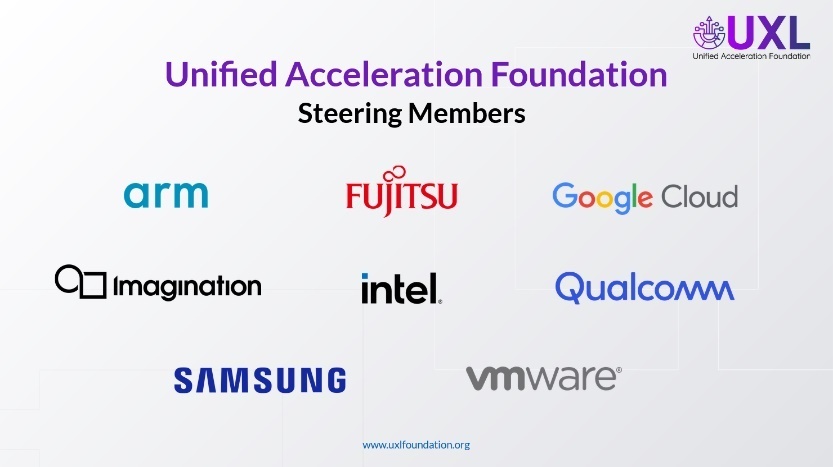 UXL
Unified Acceleration Foundation
Unified Acceleration Foundation
Steering Members
arm
FUJITSU
Google Cloud
Imagination
intel®
Qualcomm
SAMSUNG
vmware®
www.uxlfoundation.org